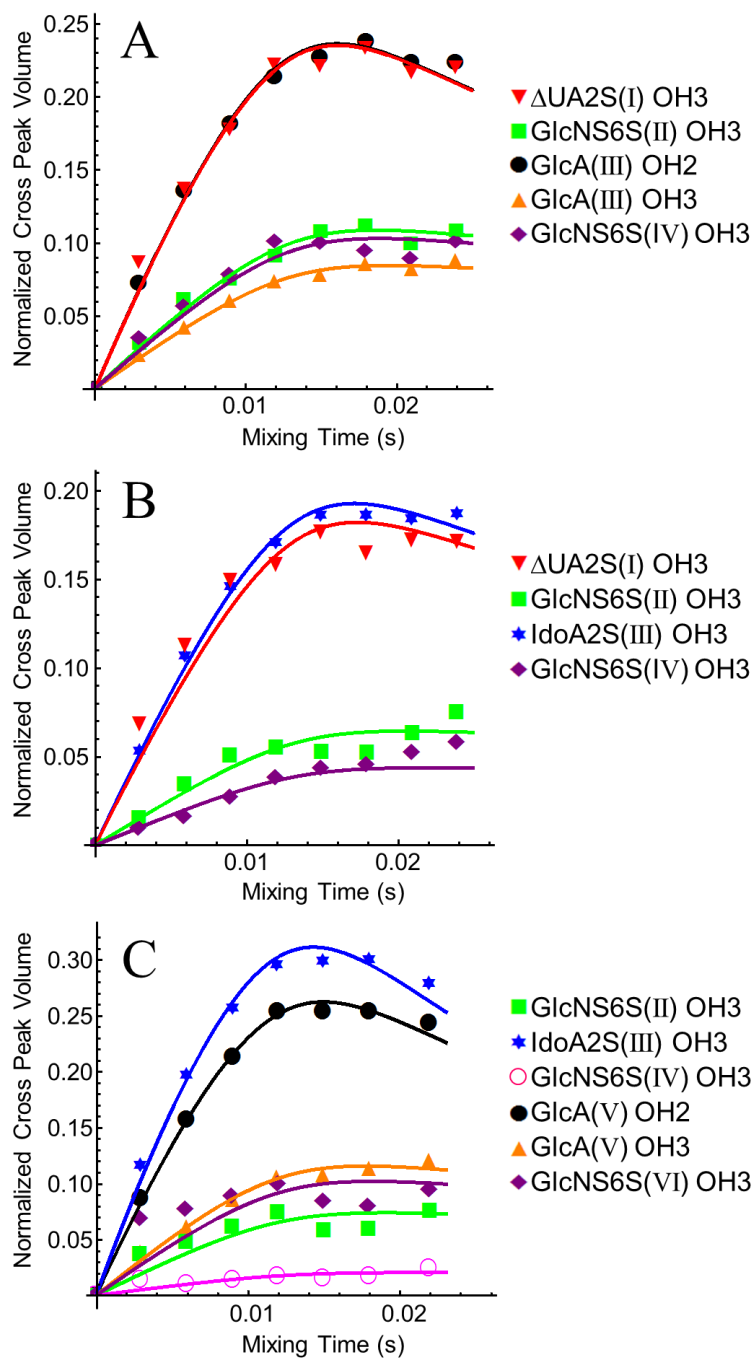 A
0.25
0.20
0.15
0.10
0.05
0.01
0.02
Normalized Cross Peak Volume
Mixing Time (s)
ΔUA2S(I) OH3
GlcNS6S(II) OH3
GlcA(III) OH2
GlcA(III) OH3
GlcNS6S(IV) OH3
B
0.20
0.15
0.10
0.05
0.01
0.02
Normalized Cross Peak Volume
Mixing Time (s)
ΔUA2S(I) OH3
GlcNS6S(II) OH3
IdoA2S(III) OH3
GlcNS6S(IV) OH3
C
0.30
0.25
0.20
0.15
0.10
0.05
0.01
0.02
Normalized Cross Peak Volume
Mixing Time (s)
GlcNS6S(II) OH3
IdoA2S(III) OH3
GlcNS6S(IV) OH3
GlcA(V) OH2
GlcA(V) OH3
GlcNS6S(VI) OH3